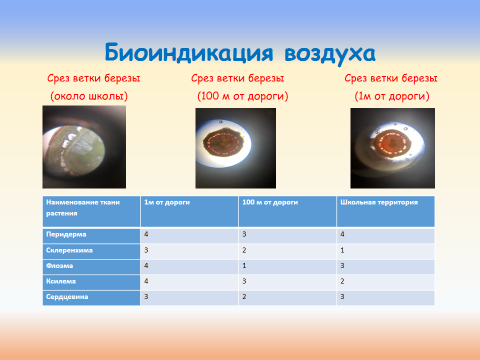 Биоиндикация воздуха
Срез ветки березы
(около школы)
Срез ветки березы
(100 м от дороги)
Срез ветки березы
(1м от дороги)
Наименование ткани растения 1м от дороги 100 м от дороги Школьная территория
Перидерма 4 3 4
Склеренхима 3 2 1
Флоэма 4 1 3
Ксилема 4 3 2
Сердцевина 3 2 3